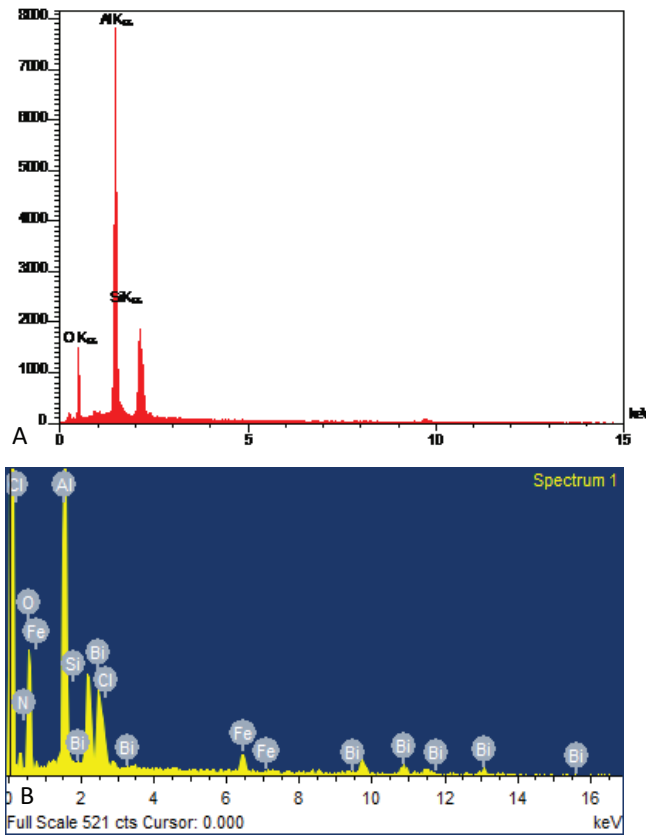 8000
AlKα
7000
6000
5000
4000
3000
SiKα
2000
O Kα
1000
0
keV
A
0 5 10 15
Spectrum 1
Cl Al
O
Fe
Bi
Si Cl
N
Bi Bi Fe Fe Bi Bi Bi Bi Bi
0 B 2 4 6 8 10 12 14 16
Full Scale 521 cts Cursor: 0.000 keV